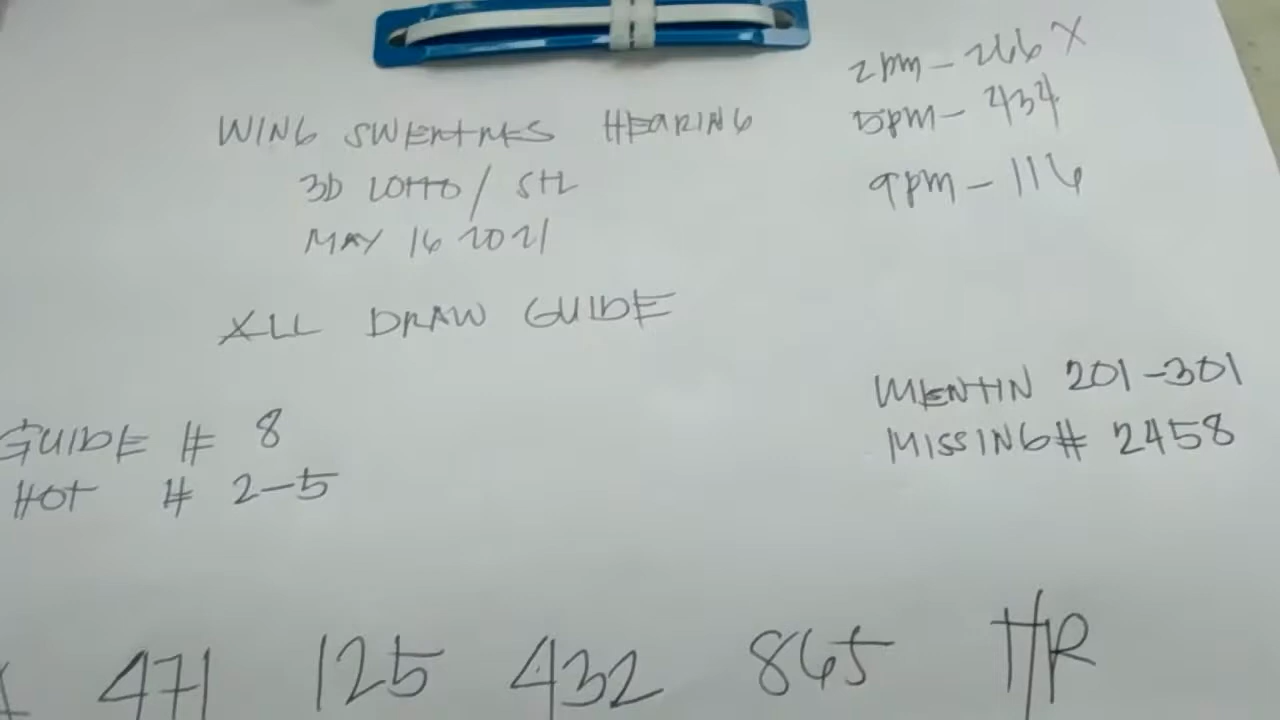 WING SWERTRES HEARING
3D LOTTO / STL
MAY 16 2021
2pm - 266 X
5pm - 434
9pm - 116
ALL DRAW GUIDE
GUIDE # 8
HOT # 2-5
MENTIN 201-301
MISSING# 2458
471 125 432 865 T/R